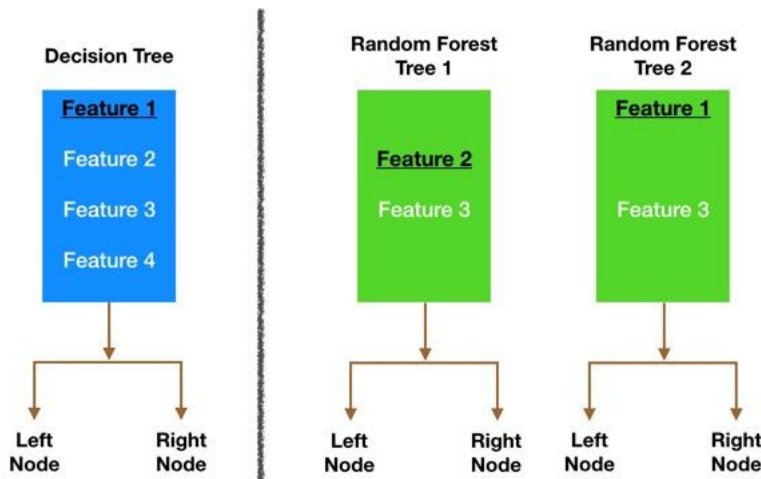 Decision Tree
Feature 1
Feature 2
Feature 3
Feature 4
Left
Node
Right
Node
Random Forest
Tree 1
Feature 2
Feature 3
Left
Node
Right
Node
Random Forest
Tree 2
Feature 1
Feature 3
Left
Node
Right
Node